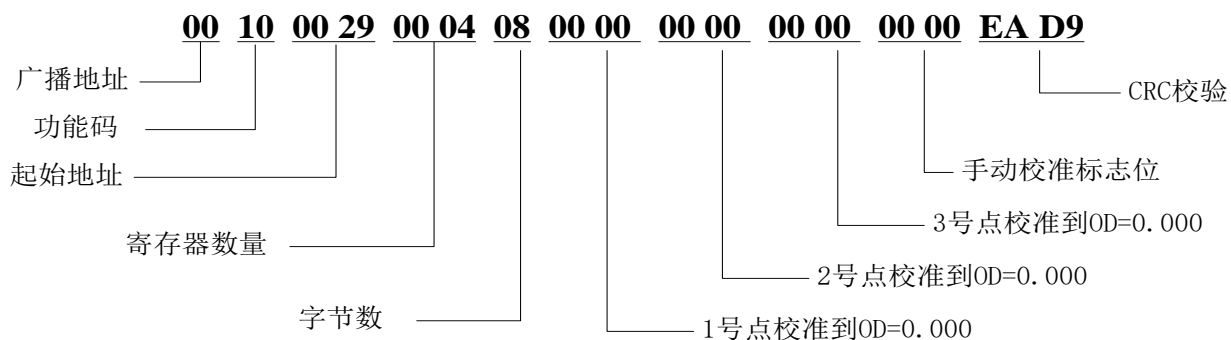 00 10 00 29 00 04 08 00 00 00 00 00 00 00 00 EA D9
广播地址
CRC校验
功能码
起始地址
手动校准标志位
寄存器数量
3号点校准到OD=0.000
2号点校准到OD=0.000
字节数
1号点校准到OD=0.000